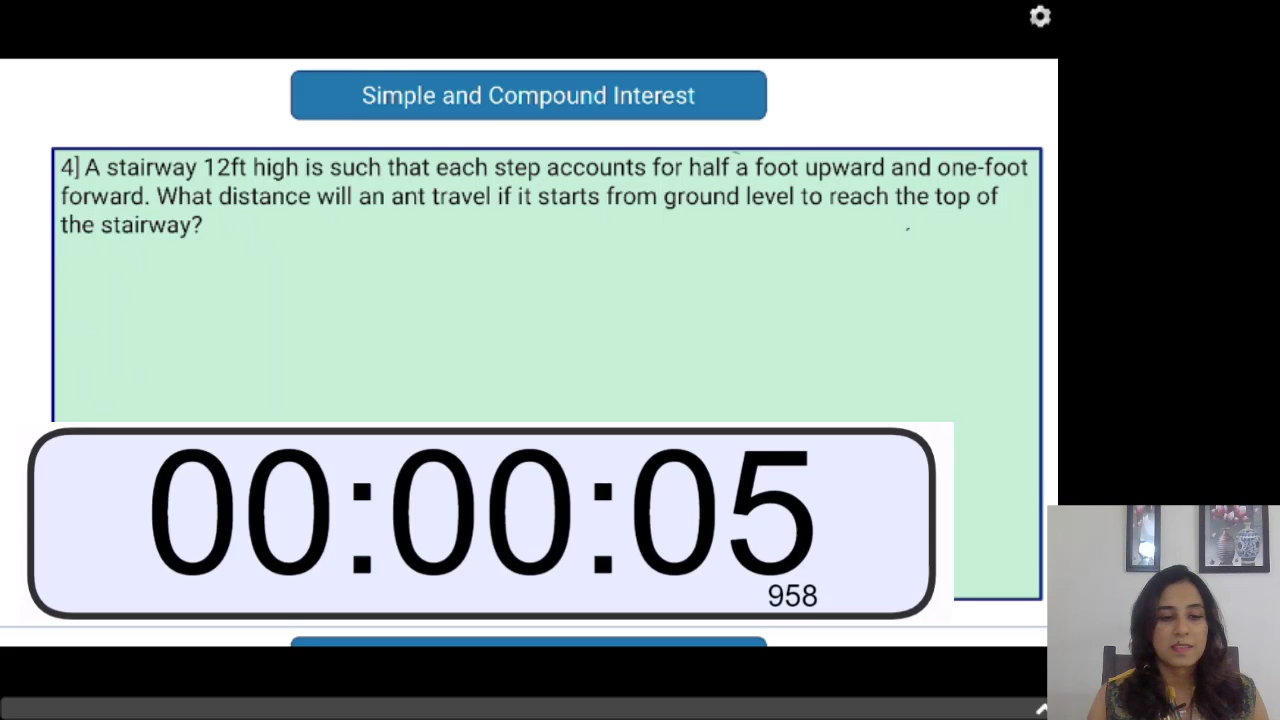 Simple and Compound Interest
4] A stairway 12ft high is such that each step accounts for half a foot upward and one-foot
forward. What distance will an ant travel if it starts from ground level to reach the top of
the stairway?
00:00:05
958